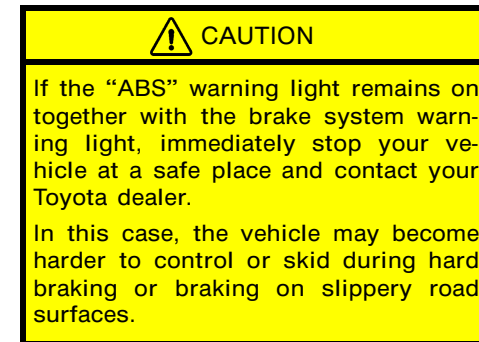 CAUTION
If the “ABS” warning light remains on
together with the brake system warn-
ing light, immediately stop your ve-
hicle at a safe place and contact your
Toyota dealer.
In this case, the vehicle may become
harder to control or skid during hard
braking or braking on slippery road
surfaces.